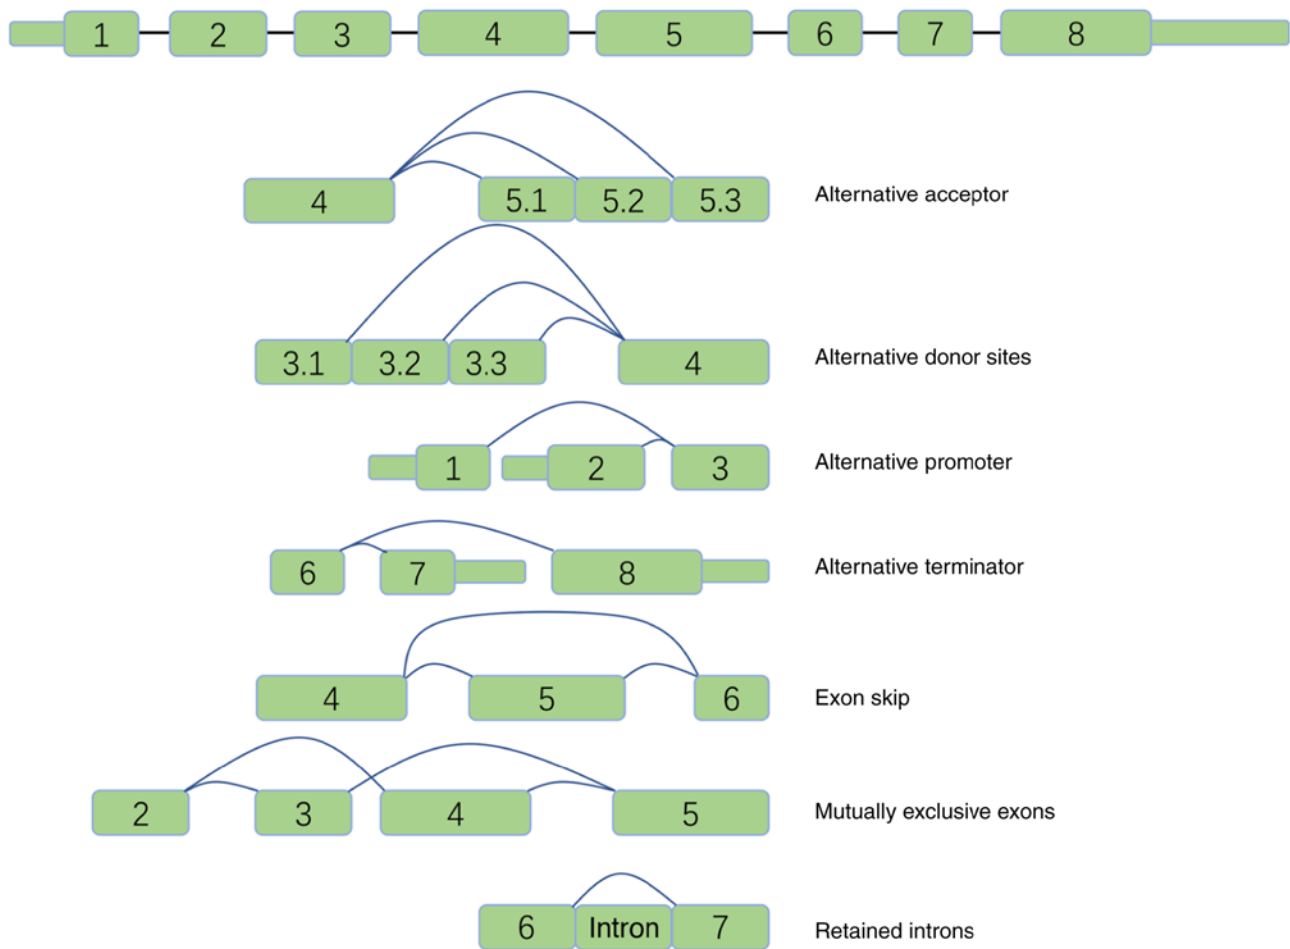 1 2 3 4 5 6 7 8
4 5.1 5.2 5.3 Alternative acceptor
3.1 3.2 3.3 4 Alternative donor sites
1 2 3 Alternative promoter
6 7 8 Alternative terminator
4 5 6 Exon skip
2 3 4 5 Mutually exclusive exons
6 Intron 7 Retained introns